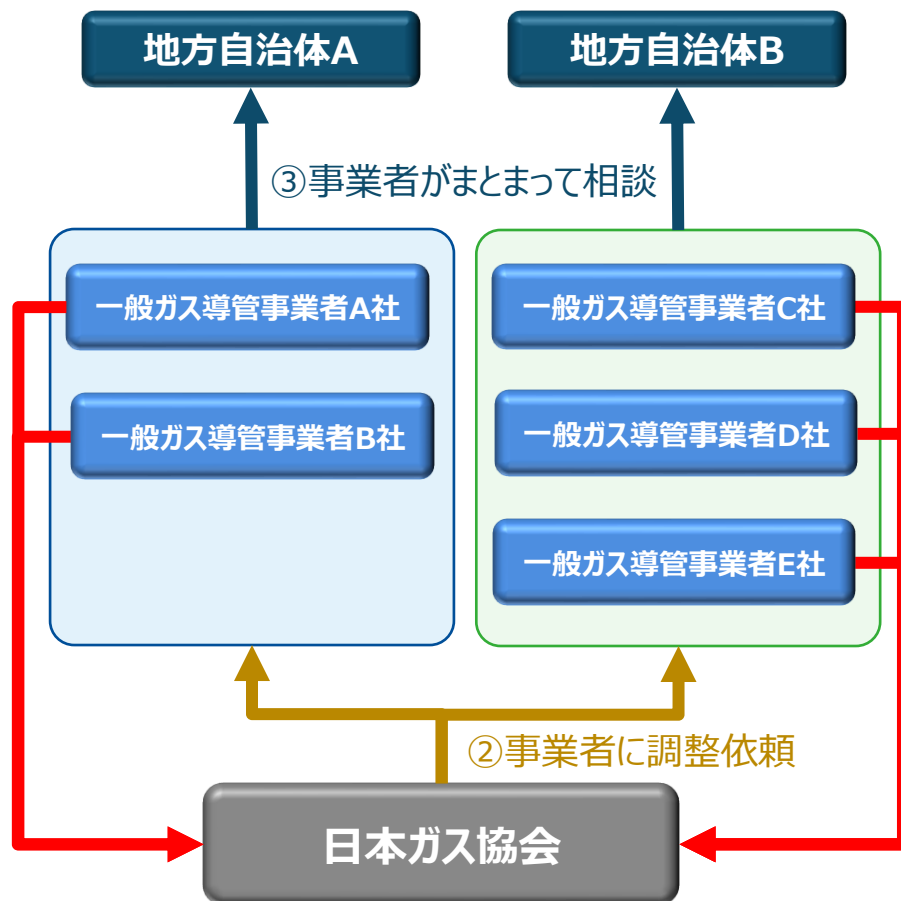 地方自治体A
地方自治体B
③事業者がまとまって相談
一般ガス導管事業者A社
一般ガス導管事業者C社
一般ガス導管事業者B社
一般ガス導管事業者D社
一般ガス導管事業者E社
②事業者に調整依頼
日本ガス協会